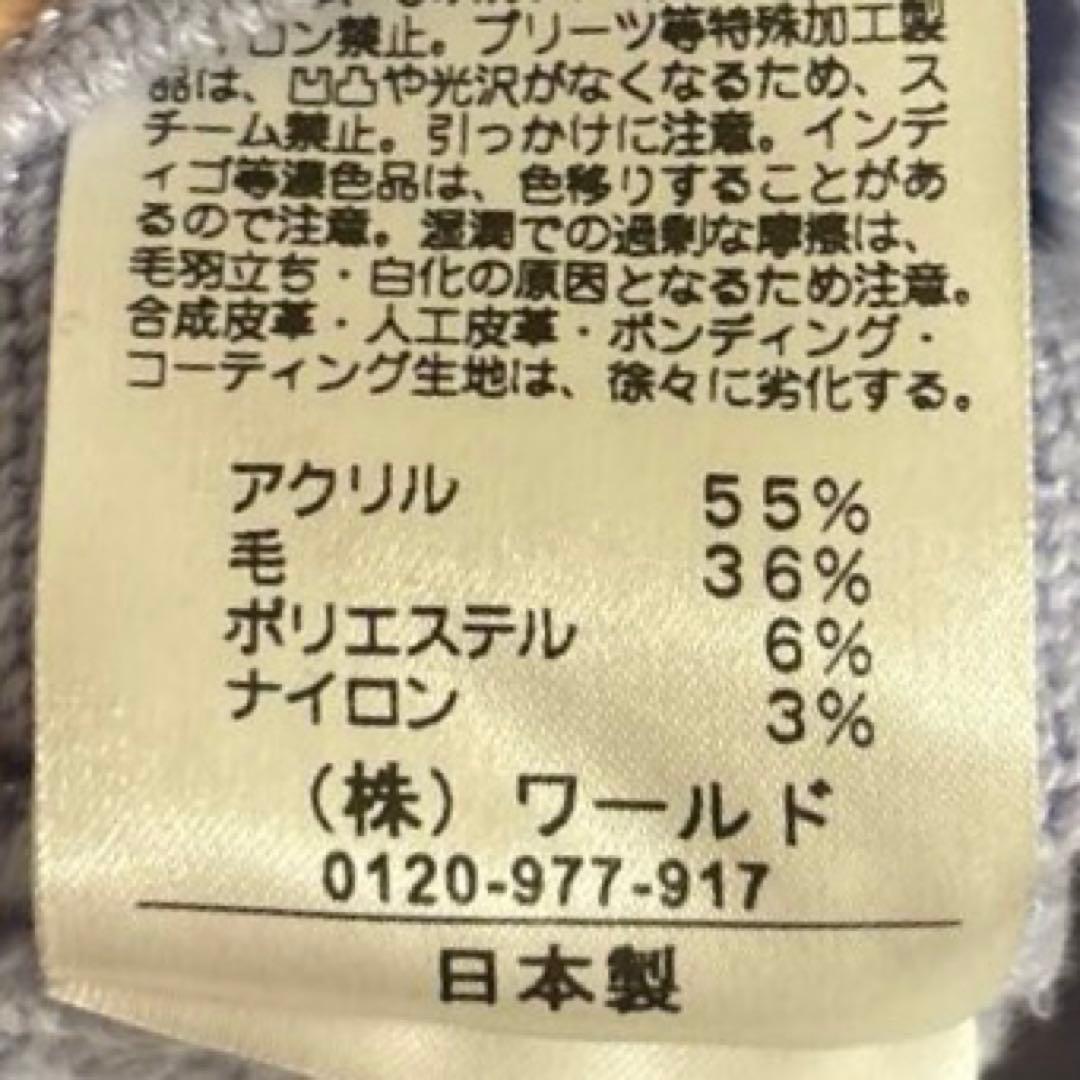 ロン禁止。プリーツ等特殊加工製
品は、凹凸や光沢がなくなるため、ス
チーム禁止。引っかけに注意。インデ
ィゴ等濃色品は、色移りすることがあ
るので注意。湿潤での過剰な摩擦は、
毛羽立ち・白化の原因となるため注意。
合成皮革・人工皮革・ボンディング・
コーティング生地は、徐々に劣化する。
アクリル 55%
毛 36%
ポリエステル 6%
ナイロン 3%
(株) ワールド
0120-977-917
日本製